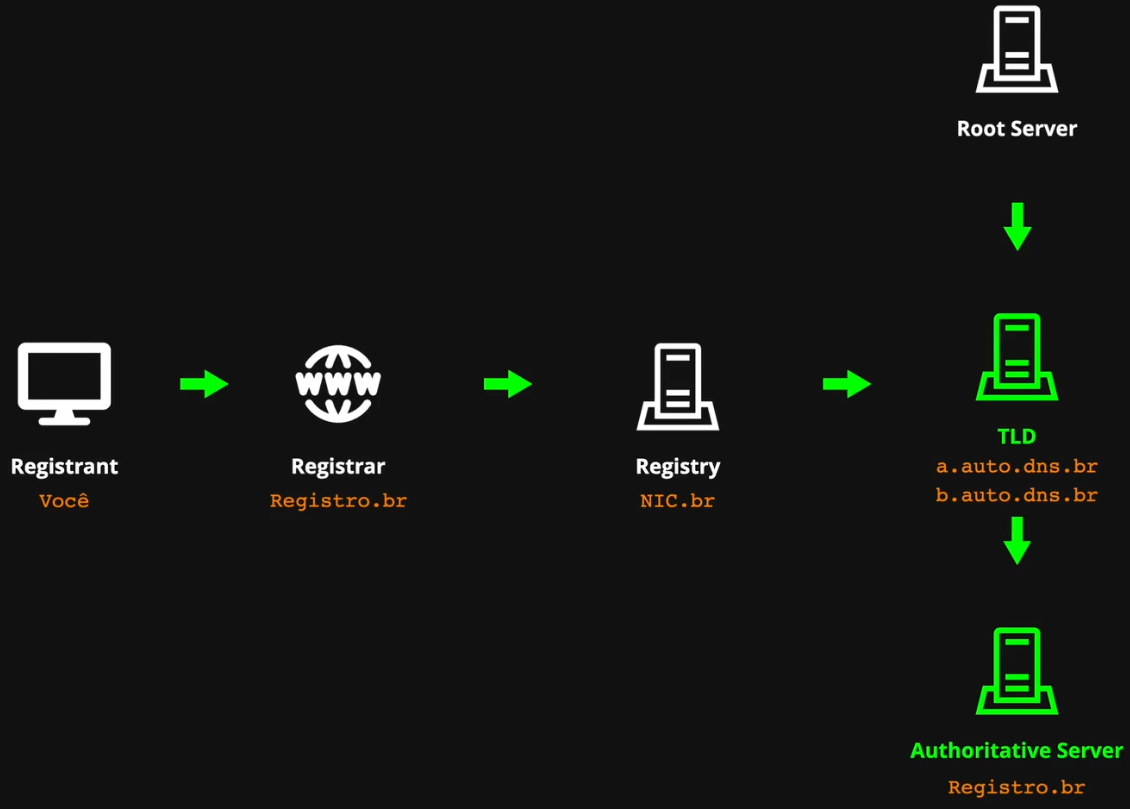 Root Server
WWW
Registrant
Você
Registrar
Registro.br
Registry
NIC.br
TLD
a.auto.dns.br
b.auto.dns.br
Authoritative Server
Registro.br